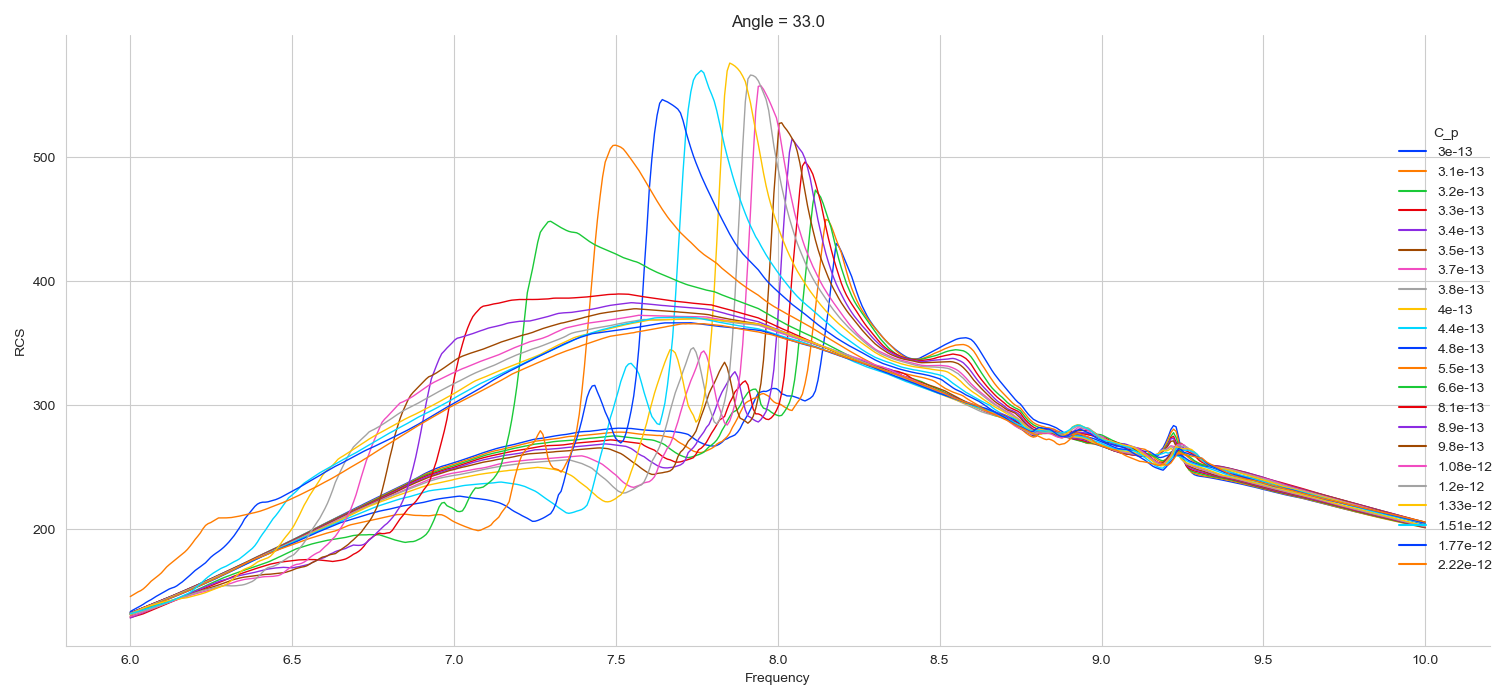 Angle = 33.0
RCS
500
400
300
200
6.0 6.5 7.0 7.5 8.0 8.5 9.0 9.5 10.0
Frequency
C_p
3e-13
3.1e-13
3.2e-13
3.3e-13
3.4e-13
3.5e-13
3.7e-13
3.8e-13
4e-13
4.4e-13
4.8e-13
5.5e-13
6.6e-13
8.1e-13
8.9e-13
9.8e-13
1.08e-12
1.2e-12
1.33e-12
1.51e-12
1.77e-12
2.22e-12